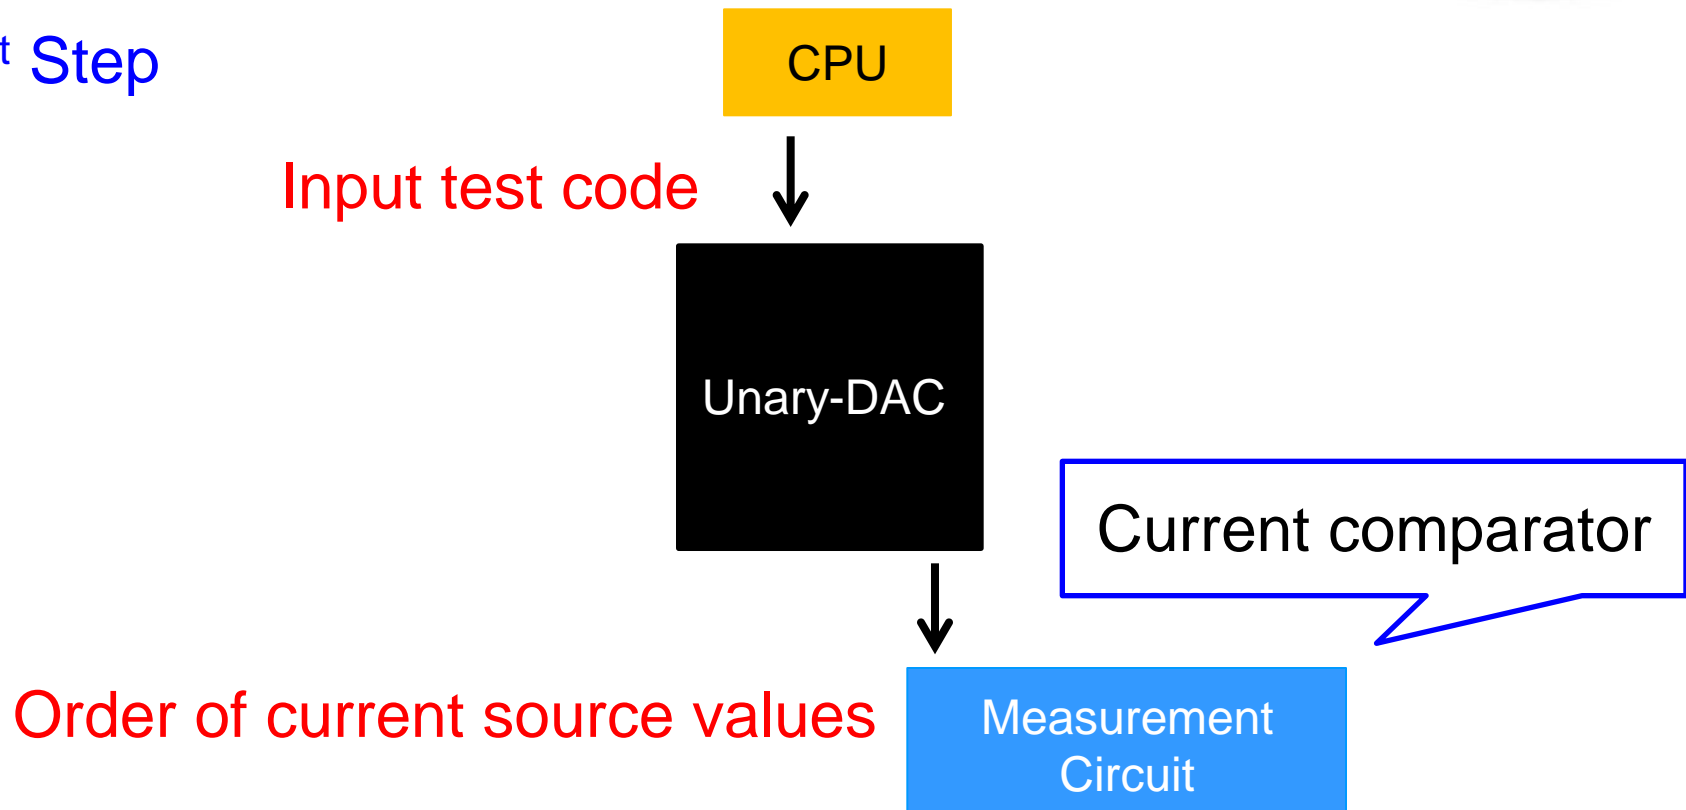 t Step
CPU
Input test code
Unary-DAC
Current comparator
Order of current source values
Measurement
Circuit